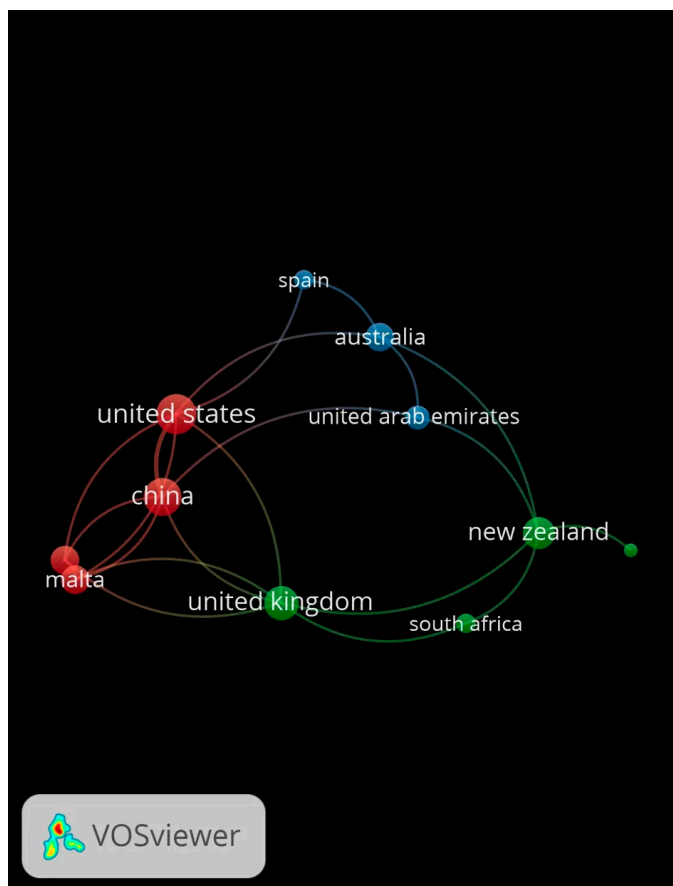 spain
australia
united states
united arab emirates
china
new zealand
malta
united kingdom
south africa
VOSviewer